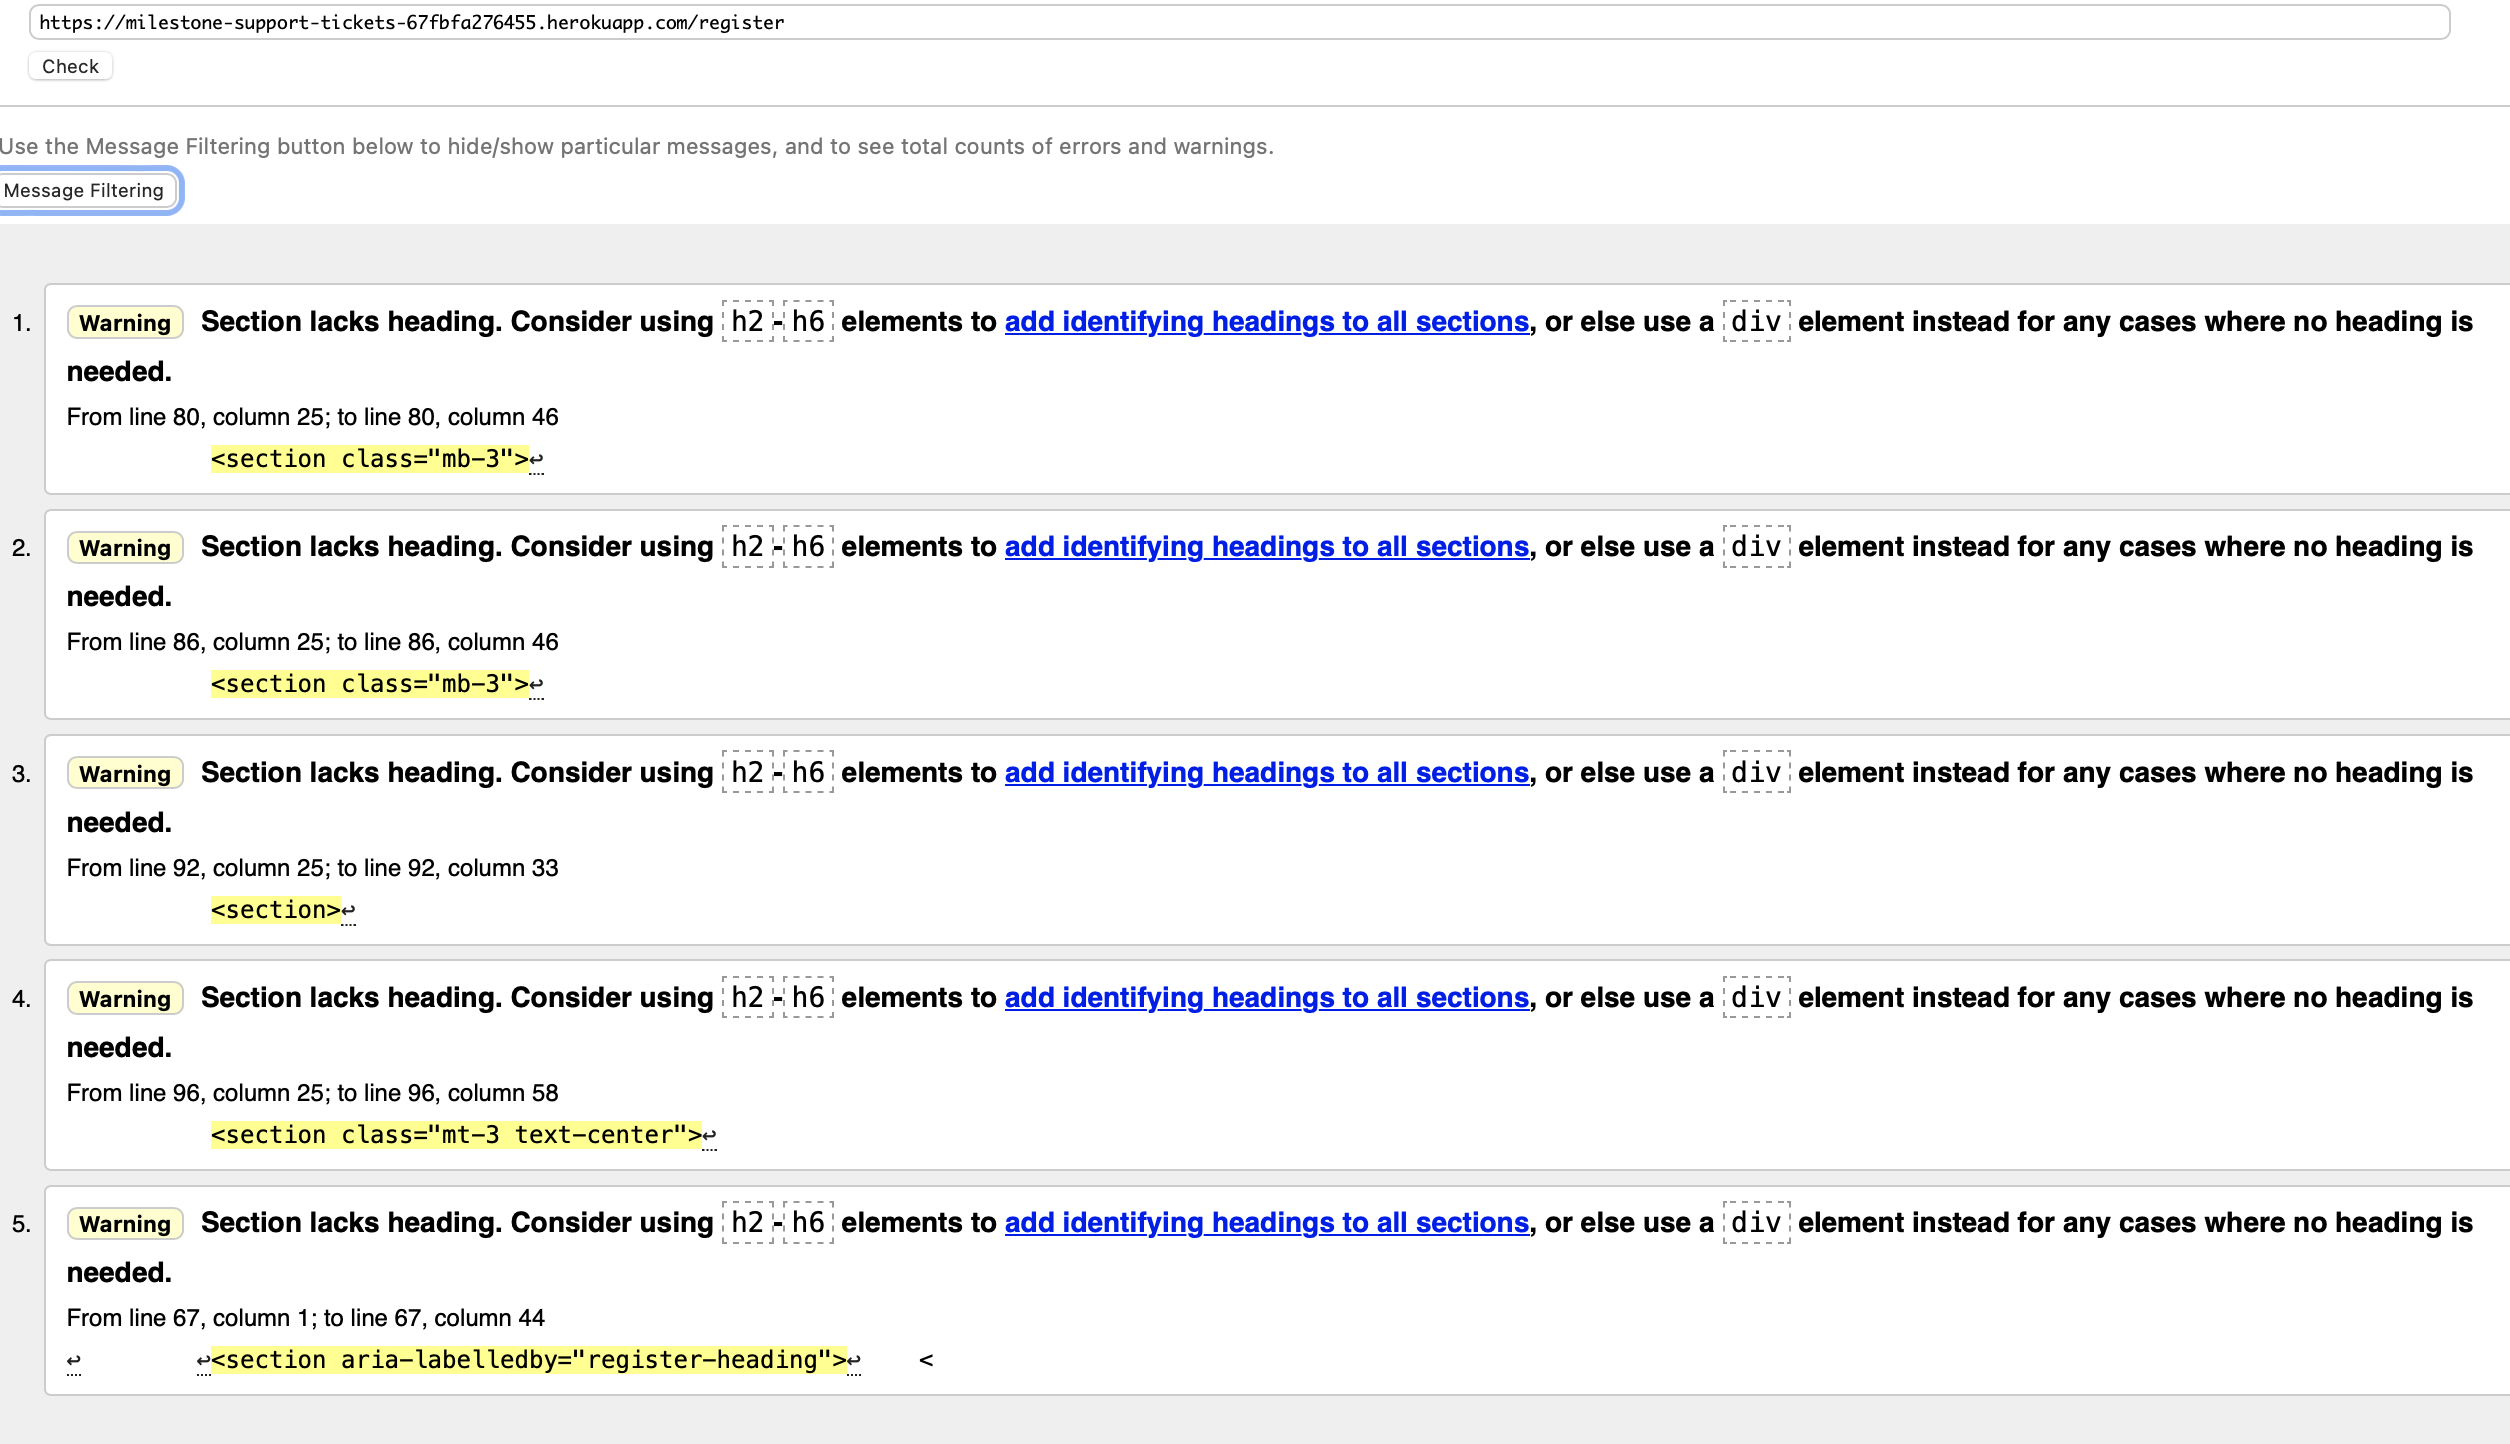 https://milestone-support-tickets-67fbfa276455.herokuapp.com/register
Check
Use the Message Filtering button below to hide/show particular messages, and to see total counts of errors and warnings.
Message Filtering
1. Warning Section lacks heading. Consider using h2-h6 elements to add identifying headings to all sections, or else use a div element instead for any cases where no heading is
needed.
From line 80, column 25; to line 80, column 46
<section class="mb-3">↩
2. Warning Section lacks heading. Consider using h2-h6 elements to add identifying headings to all sections, or else use a div element instead for any cases where no heading is
needed.
From line 86, column 25; to line 86, column 46
<section class="mb-3">↩
3. Warning Section lacks heading. Consider using h2-h6 elements to add identifying headings to all sections, or else use a div element instead for any cases where no heading is
needed.
From line 92, column 25; to line 92, column 33
<section>↩
4. Warning Section lacks heading. Consider using h2-h6 elements to add identifying headings to all sections, or else use a div element instead for any cases where no heading is
needed.
From line 96, column 25; to line 96, column 58
<section class="mt-3 text-center">↩
5. Warning Section lacks heading. Consider using h2-h6 elements to add identifying headings to all sections, or else use a div element instead for any cases where no heading is
needed.
From line 67, column 1; to line 67, column 44
↩ ↩<section aria-labelledby="register-heading">↩ <